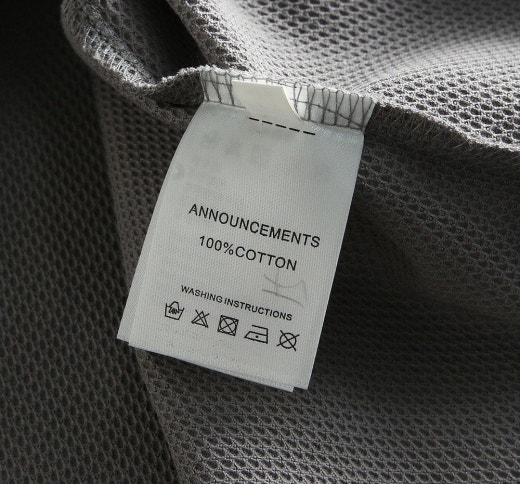 ANNOUNCEMENTS
100%COTTON
WASHING INSTRUCTIONS